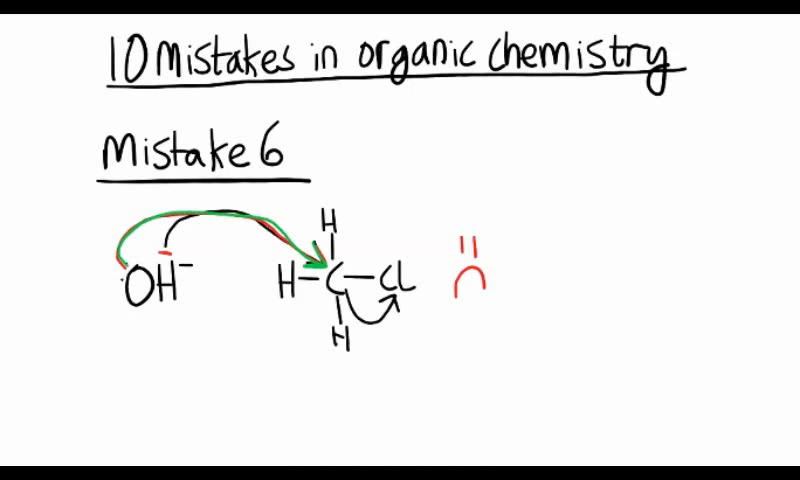 10 Mistakes in organic chemistry
Mistake 6
H
OH⁻ H-C-CL
H